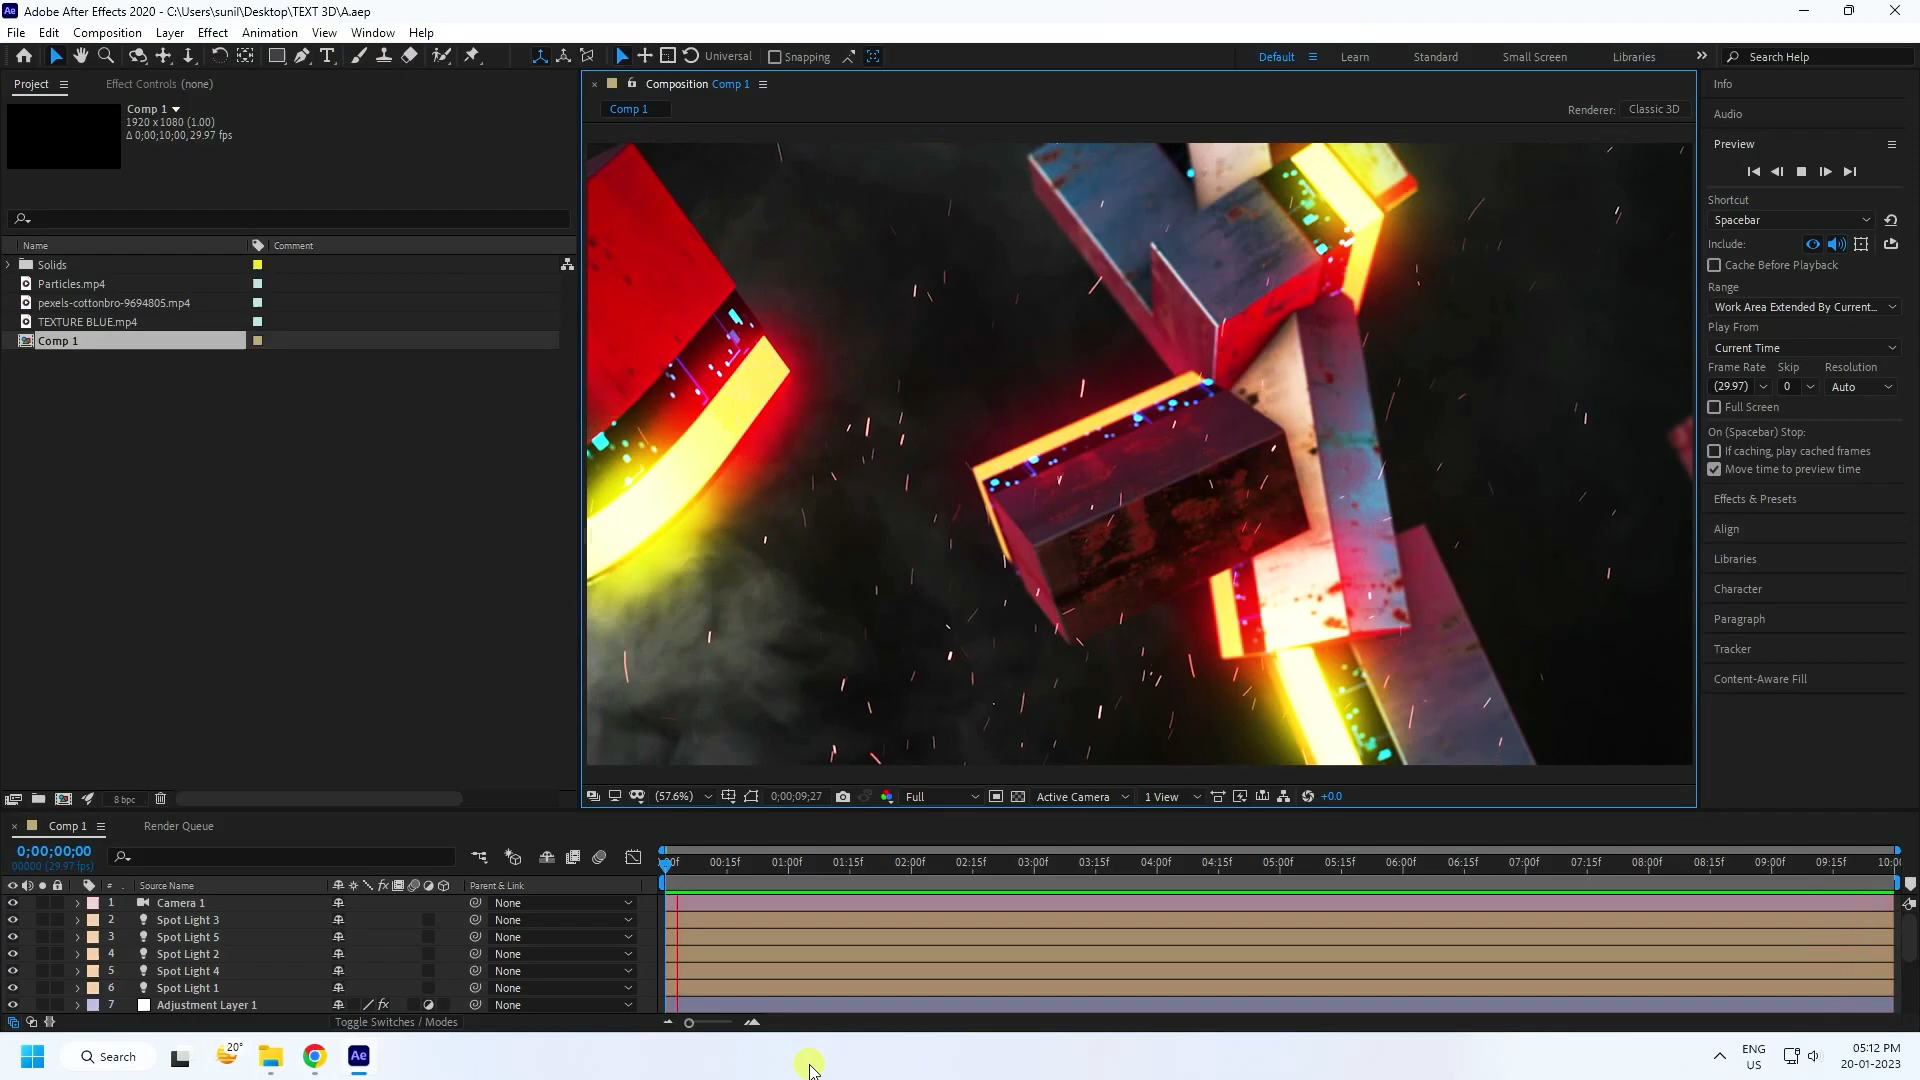 Adobe After Effects 2020 - C:\Users\sunil\Desktop\TEXT 3D\A.aep
File Edit Composition Layer Effect Animation View Window Help
Universal Snapping Default Learn Standard Small Screen Libraries Search Help
Project Effect Controls (none)
Comp 1
1920 x 1080 (1.00)
Δ 0;00;10;00, 29.97 fps
Name Comment
Solids
Particles.mp4
pexels-cottonbro-9694805.mp4
TEXTURE BLUE.mp4
Comp 1
8 bpc
Composition Comp 1
Comp 1 Renderer: Classic 3D
(57.6%) 0;00;09;27 Full Active Camera 1 View +0.0
Info
Audio
Preview
Shortcut
Spacebar
Include:
Cache Before Playback
Range
Work Area Extended By Current...
Play From
Current Time
Frame Rate Skip Resolution
(29.97) 0 Auto
Full Screen
On (Spacebar) Stop:
If caching, play cached frames
Move time to preview time
Effects & Presets
Align
Libraries
Character
Paragraph
Tracker
Content-Aware Fill
Comp 1 Render Queue
0;00;00;00
00000 (29.97 fps)
:00f 00:15f 01:00f 01:15f 02:00f 02:15f 03:00f 03:15f 04:00f 04:15f 05:00f 05:15f 06:00f 06:15f 07:00f 07:15f 08:00f 08:15f 09:00f 09:15f 10:00
# Source Name fx Parent & Link
1 Camera 1 None
2 Spot Light 3 None
3 Spot Light 5 None
4 Spot Light 2 None
5 Spot Light 4 None
6 Spot Light 1 None
7 Adjustment Layer 1 fx None
Toggle Switches / Modes
Search
20°
Ae
ENG
US
05:12 PM
20-01-2023